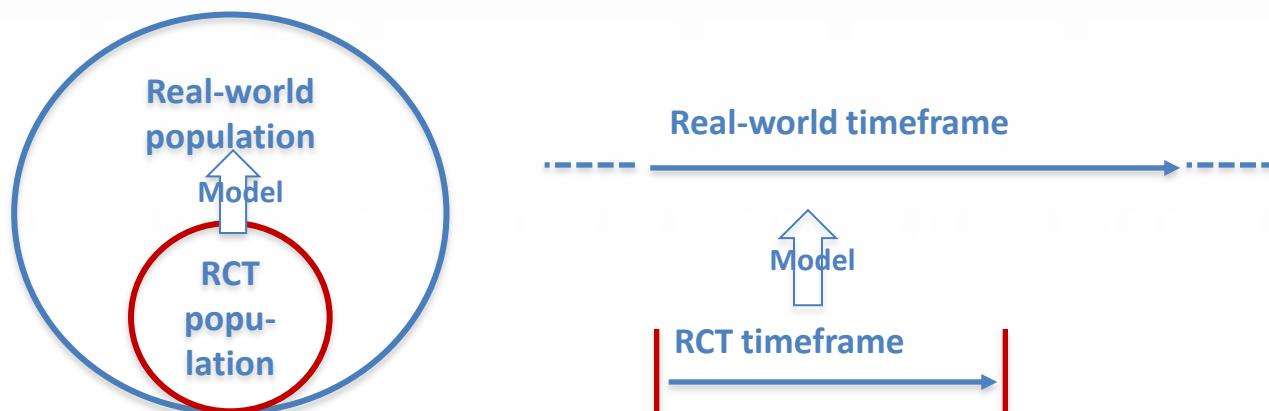 Real-world
population
Model
RCT
popu-
lation
Real-world timeframe
Model
RCT timeframe